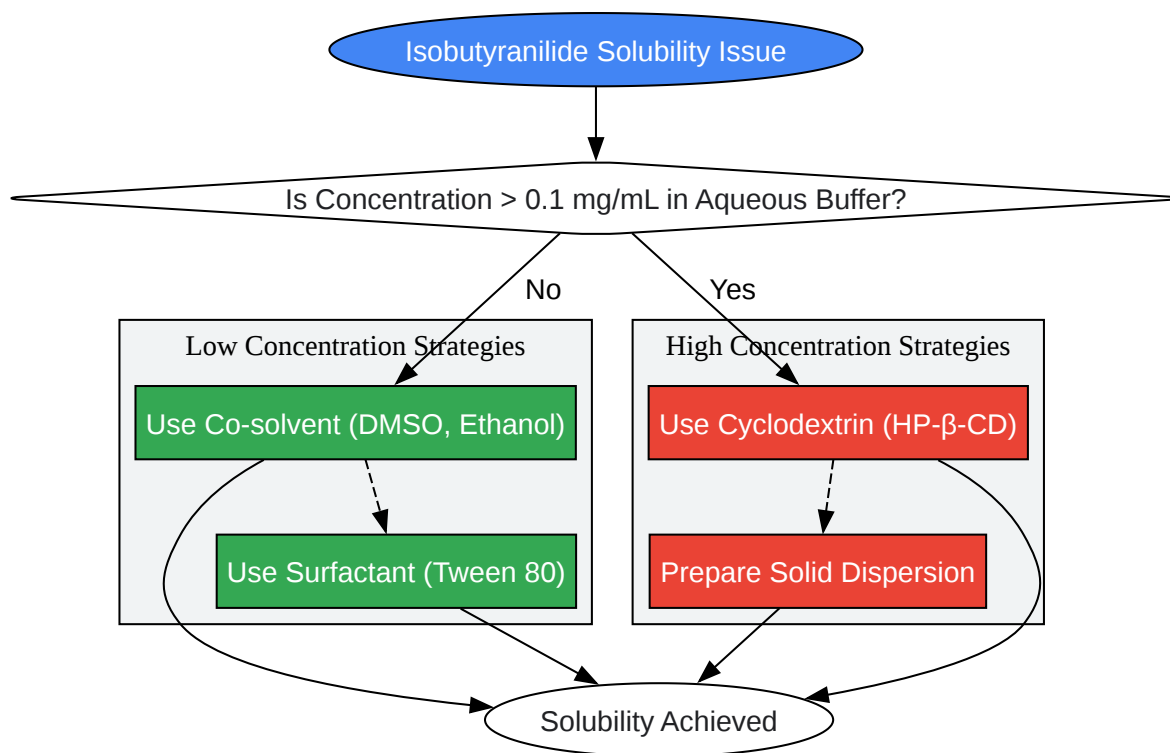 Isobutyranilide Solubility Issue
Is Concentration > 0.1 mg/mL in Aqueous Buffer?
No
Yes
Low Concentration Strategies
High Concentration Strategies
Use Co-solvent (DMSO, Ethanol)
Use Cyclodextrin (HP-β-CD)
Use Surfactant (Tween 80)
Prepare Solid Dispersion
Solubility Achieved